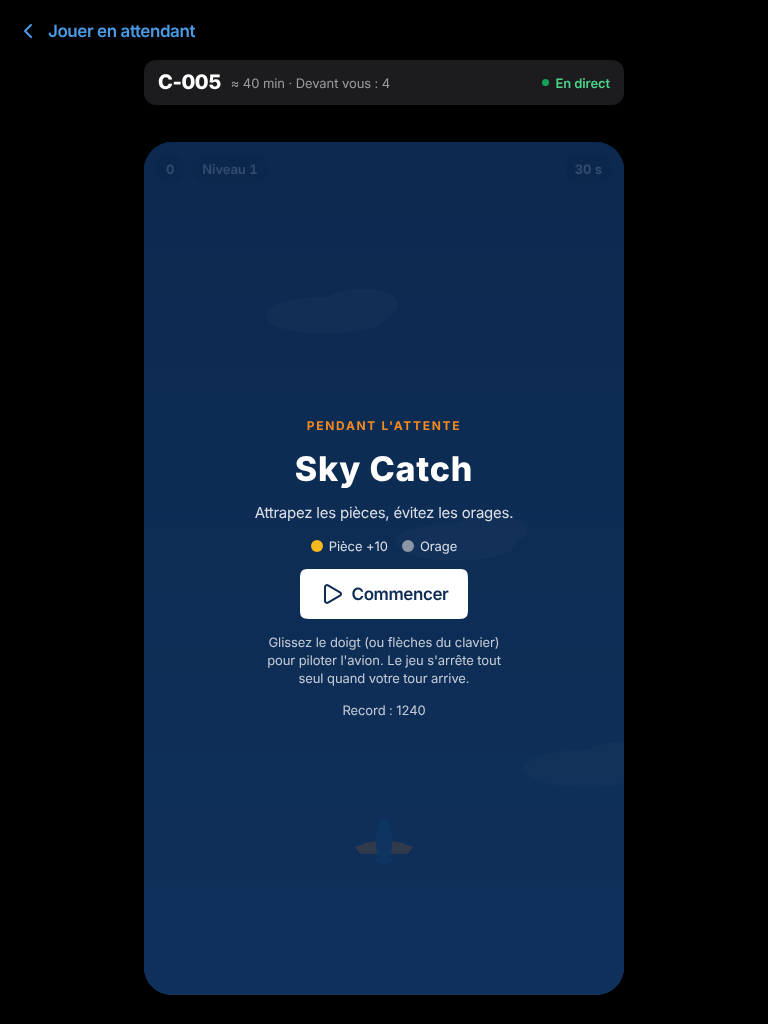 Jouer en attendant
C-005 ≈ 40 min · Devant vous : 4 En direct
0 Niveau 1 30 s
PENDANT L'ATTENTE
Sky Catch
Attrapez les pièces, évitez les orages.
Pièce +10 Orage
Commencer
Glissez le doigt (ou flèches du clavier)
pour piloter l'avion. Le jeu s'arrête tout
seul quand votre tour arrive.
Record : 1240